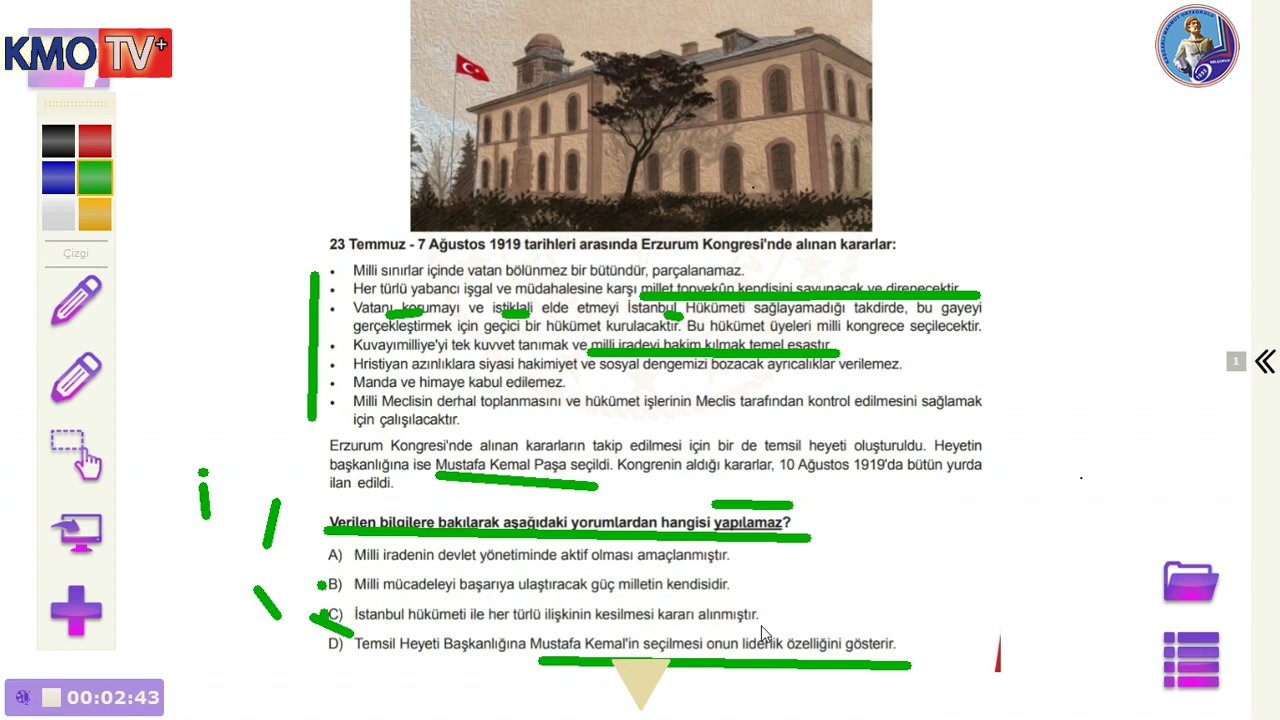 KMO TV+
Çizgi
23 Temmuz - 7 Ağustos 1919 tarihleri arasında Erzurum Kongresi'nde alınan kararlar:
• Milli sınırlar içinde vatan bölünmez bir bütündür, parçalanamaz.
• Her türlü yabancı işgal ve müdahalesine karşı millet topyekûn kendisini savunacak ve direnecektir.
• Vatanı korumayı ve istiklali elde etmeyi İstanbul Hükümeti sağlayamadığı takdirde, bu gayeyi
gerçekleştirmek için geçici bir hükümet kurulacaktır. Bu hükümet üyeleri milli kongrece seçilecektir.
• Kuvayımilliye'yi tek kuvvet tanımak ve milli iradeyi hakim kılmak temel esastır.
• Hristiyan azınlıklara siyasi hakimiyet ve sosyal dengemizi bozacak ayrıcalıklar verilemez.
• Manda ve himaye kabul edilemez.
• Milli Meclisin derhal toplanmasını ve hükümet işlerinin Meclis tarafından kontrol edilmesini sağlamak
için çalışılacaktır.
Erzurum Kongresi'nde alınan kararların takip edilmesi için bir de temsil heyeti oluşturuldu. Heyetin
başkanlığına ise Mustafa Kemal Paşa seçildi. Kongrenin aldığı kararlar, 10 Ağustos 1919'da bütün yurda
ilan edildi.
Verilen bilgilere bakılarak aşağıdaki yorumlardan hangisi yapılamaz?
A) Milli iradenin devlet yönetiminde aktif olması amaçlanmıştır.
B) Milli mücadeleyi başarıya ulaştıracak güç milletin kendisidir.
C) İstanbul hükümeti ile her türlü ilişkinin kesilmesi kararı alınmıştır.
D) Temsil Heyeti Başkanlığına Mustafa Kemal'in seçilmesi onun liderlik özelliğini gösterir.
1
00:02:43